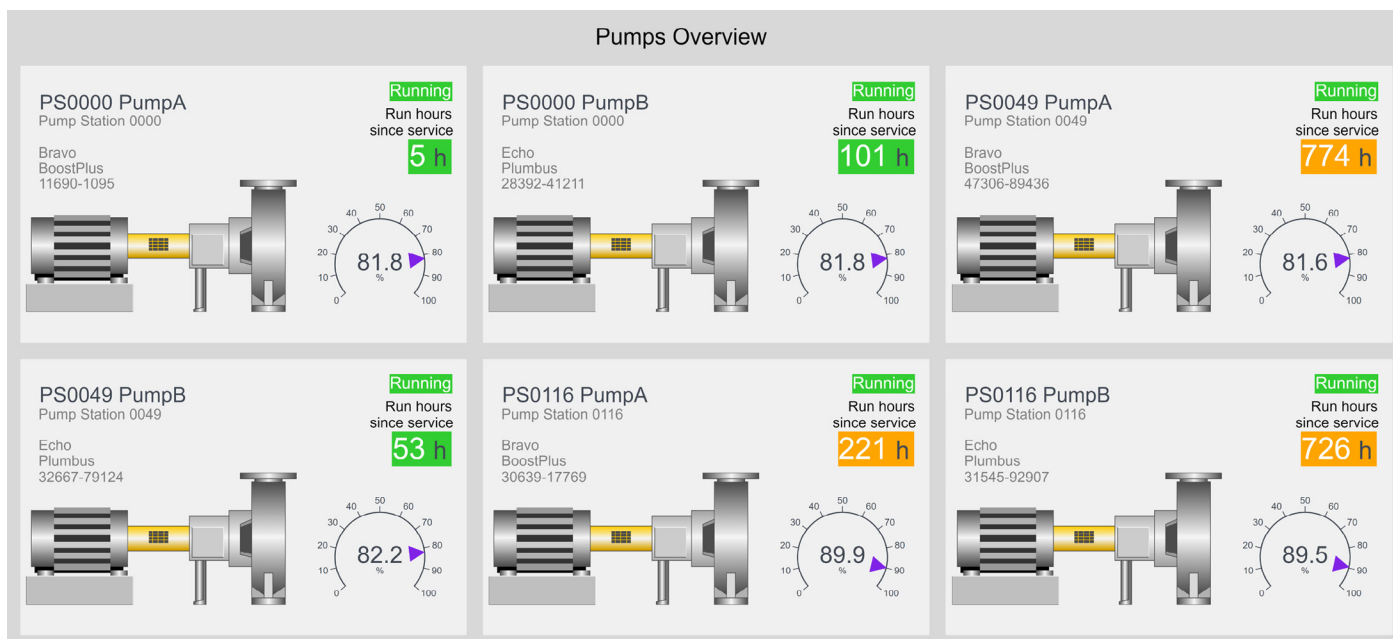 Pumps Overview
PS0000 PumpA
Pump Station 0000
Bravo
BoostPlus
11690-1095
Running
Run hours
since service
5 h
0
10
20
30
40
50
60
70
80
90
100
81.8
%
PS0000 PumpB
Pump Station 0000
Echo
Plumbus
28392-41211
Running
Run hours
since service
101 h
0
10
20
30
40
50
60
70
80
90
100
81.8
%
PS0049 PumpA
Pump Station 0049
Bravo
BoostPlus
47306-89436
Running
Run hours
since service
774 h
0
10
20
30
40
50
60
70
80
90
100
81.6
%
PS0049 PumpB
Pump Station 0049
Echo
Plumbus
32667-79124
Running
Run hours
since service
53 h
0
10
20
30
40
50
60
70
80
90
100
82.2
%
PS0116 PumpA
Pump Station 0116
Bravo
BoostPlus
30639-17769
Running
Run hours
since service
221 h
0
10
20
30
40
50
60
70
80
90
100
89.9
%
PS0116 PumpB
Pump Station 0116
Echo
Plumbus
31545-92907
Running
Run hours
since service
726 h
0
10
20
30
40
50
60
70
80
90
100
89.5
%